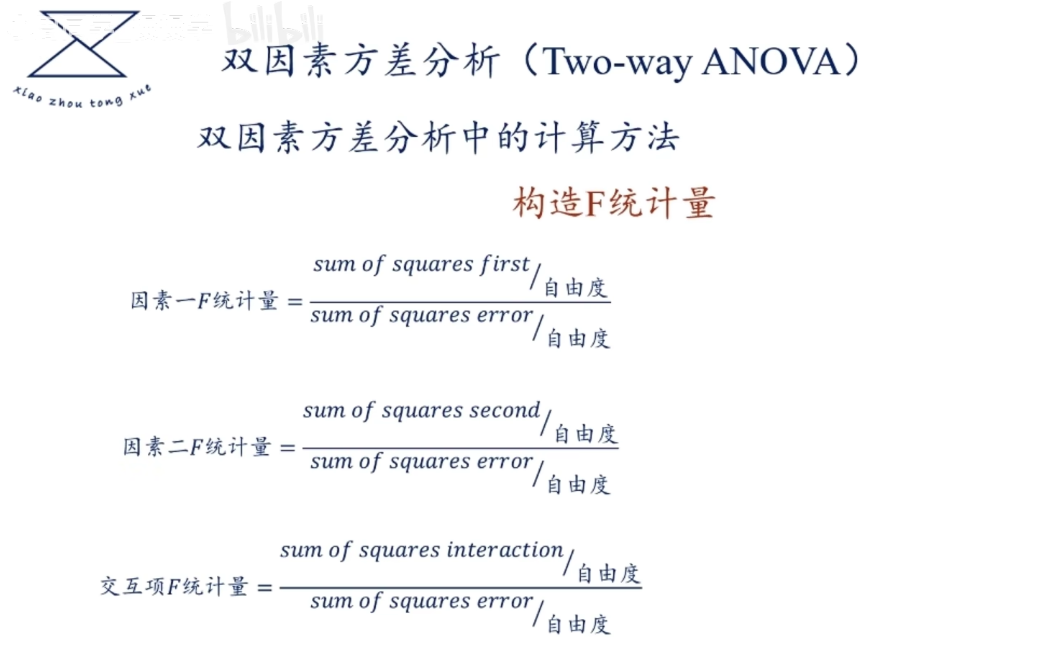 bilibili
xiao zhou tong xue
双因素方差分析（Two-way ANOVA）
双因素方差分析中的计算方法
构造F统计量
因素一F统计量 = sum of squares first/自由度
sum of squares error/自由度
因素二F统计量 = sum of squares second/自由度
sum of squares error/自由度
交互项F统计量 = sum of squares interaction/自由度
sum of squares error/自由度